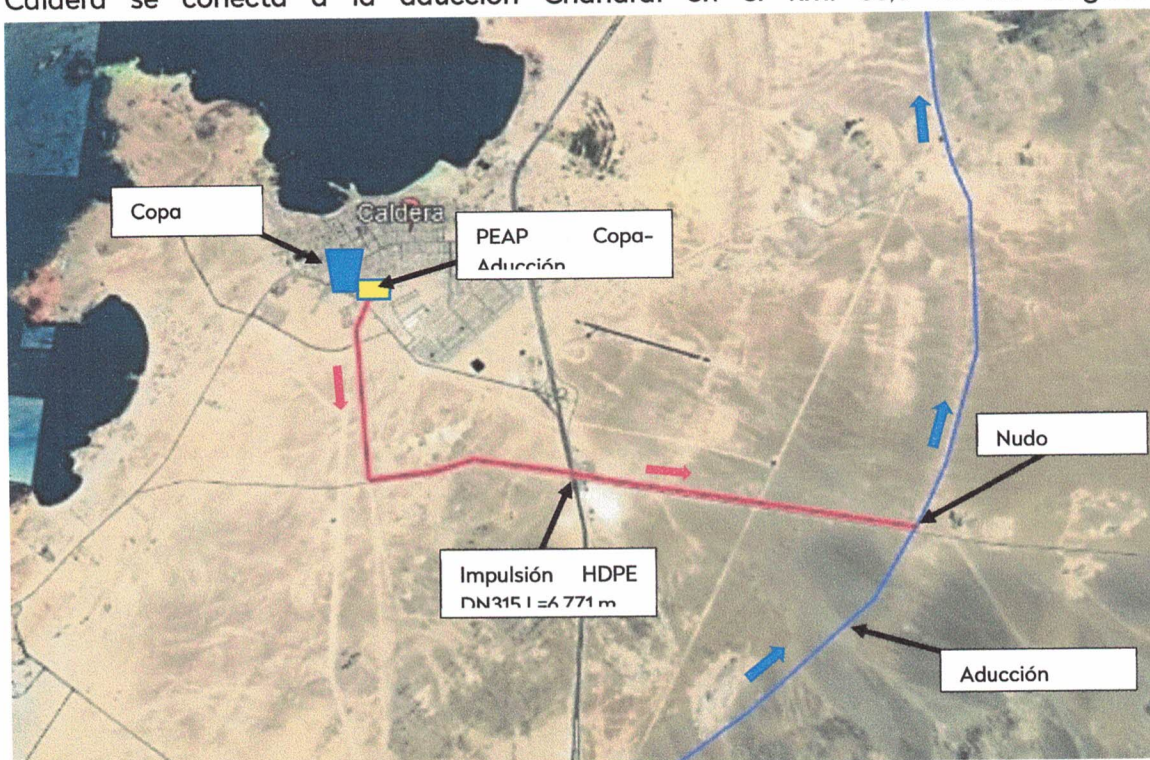 Caldera se conecta a la aducción Chañaral en el km.
Copa
Caldera
PEAP Copa-
Aducción
Nudo
Impulsión HDPE
DN315 L=6.771 m
Aducción